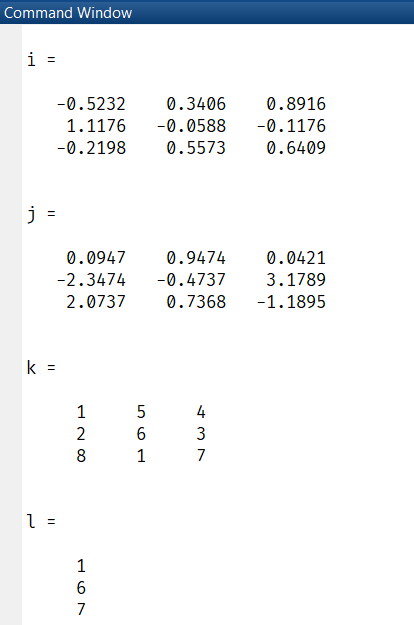 Command Window
i =
-0.5232 0.3406 0.8916
1.1176 -0.0588 -0.1176
-0.2198 0.5573 0.6409
j =
0.0947 0.9474 0.0421
-2.3474 -0.4737 3.1789
2.0737 0.7368 -1.1895
k =
1 5 4
2 6 3
8 1 7
l =
1
6
7